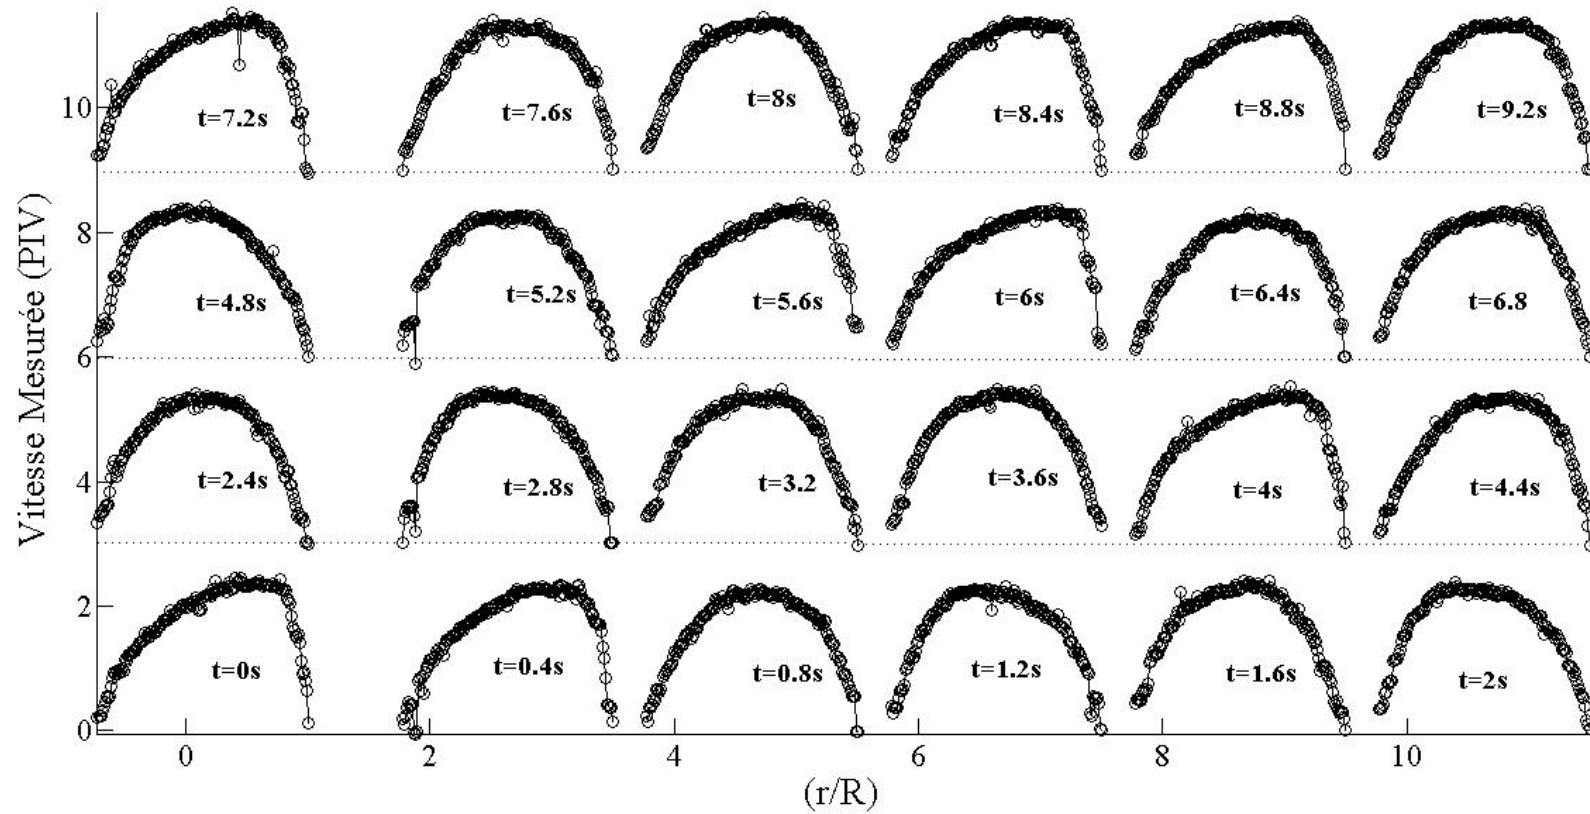 10
t=7.2s t=7.6s t=8s t=8.4s t=8.8s t=9.2s
8
t=4.8s t=5.2s t=5.6s t=6s t=6.4s t=6.8
6
4
t=2.4s t=2.8s t=3.2 t=3.6s t=4s t=4.4s
2
t=0s t=0.4s t=0.8s t=1.2s t=1.6s t=2s
0
Vitesse Mesurée (PIV)
0 2 4 6 8 10
(r/R)